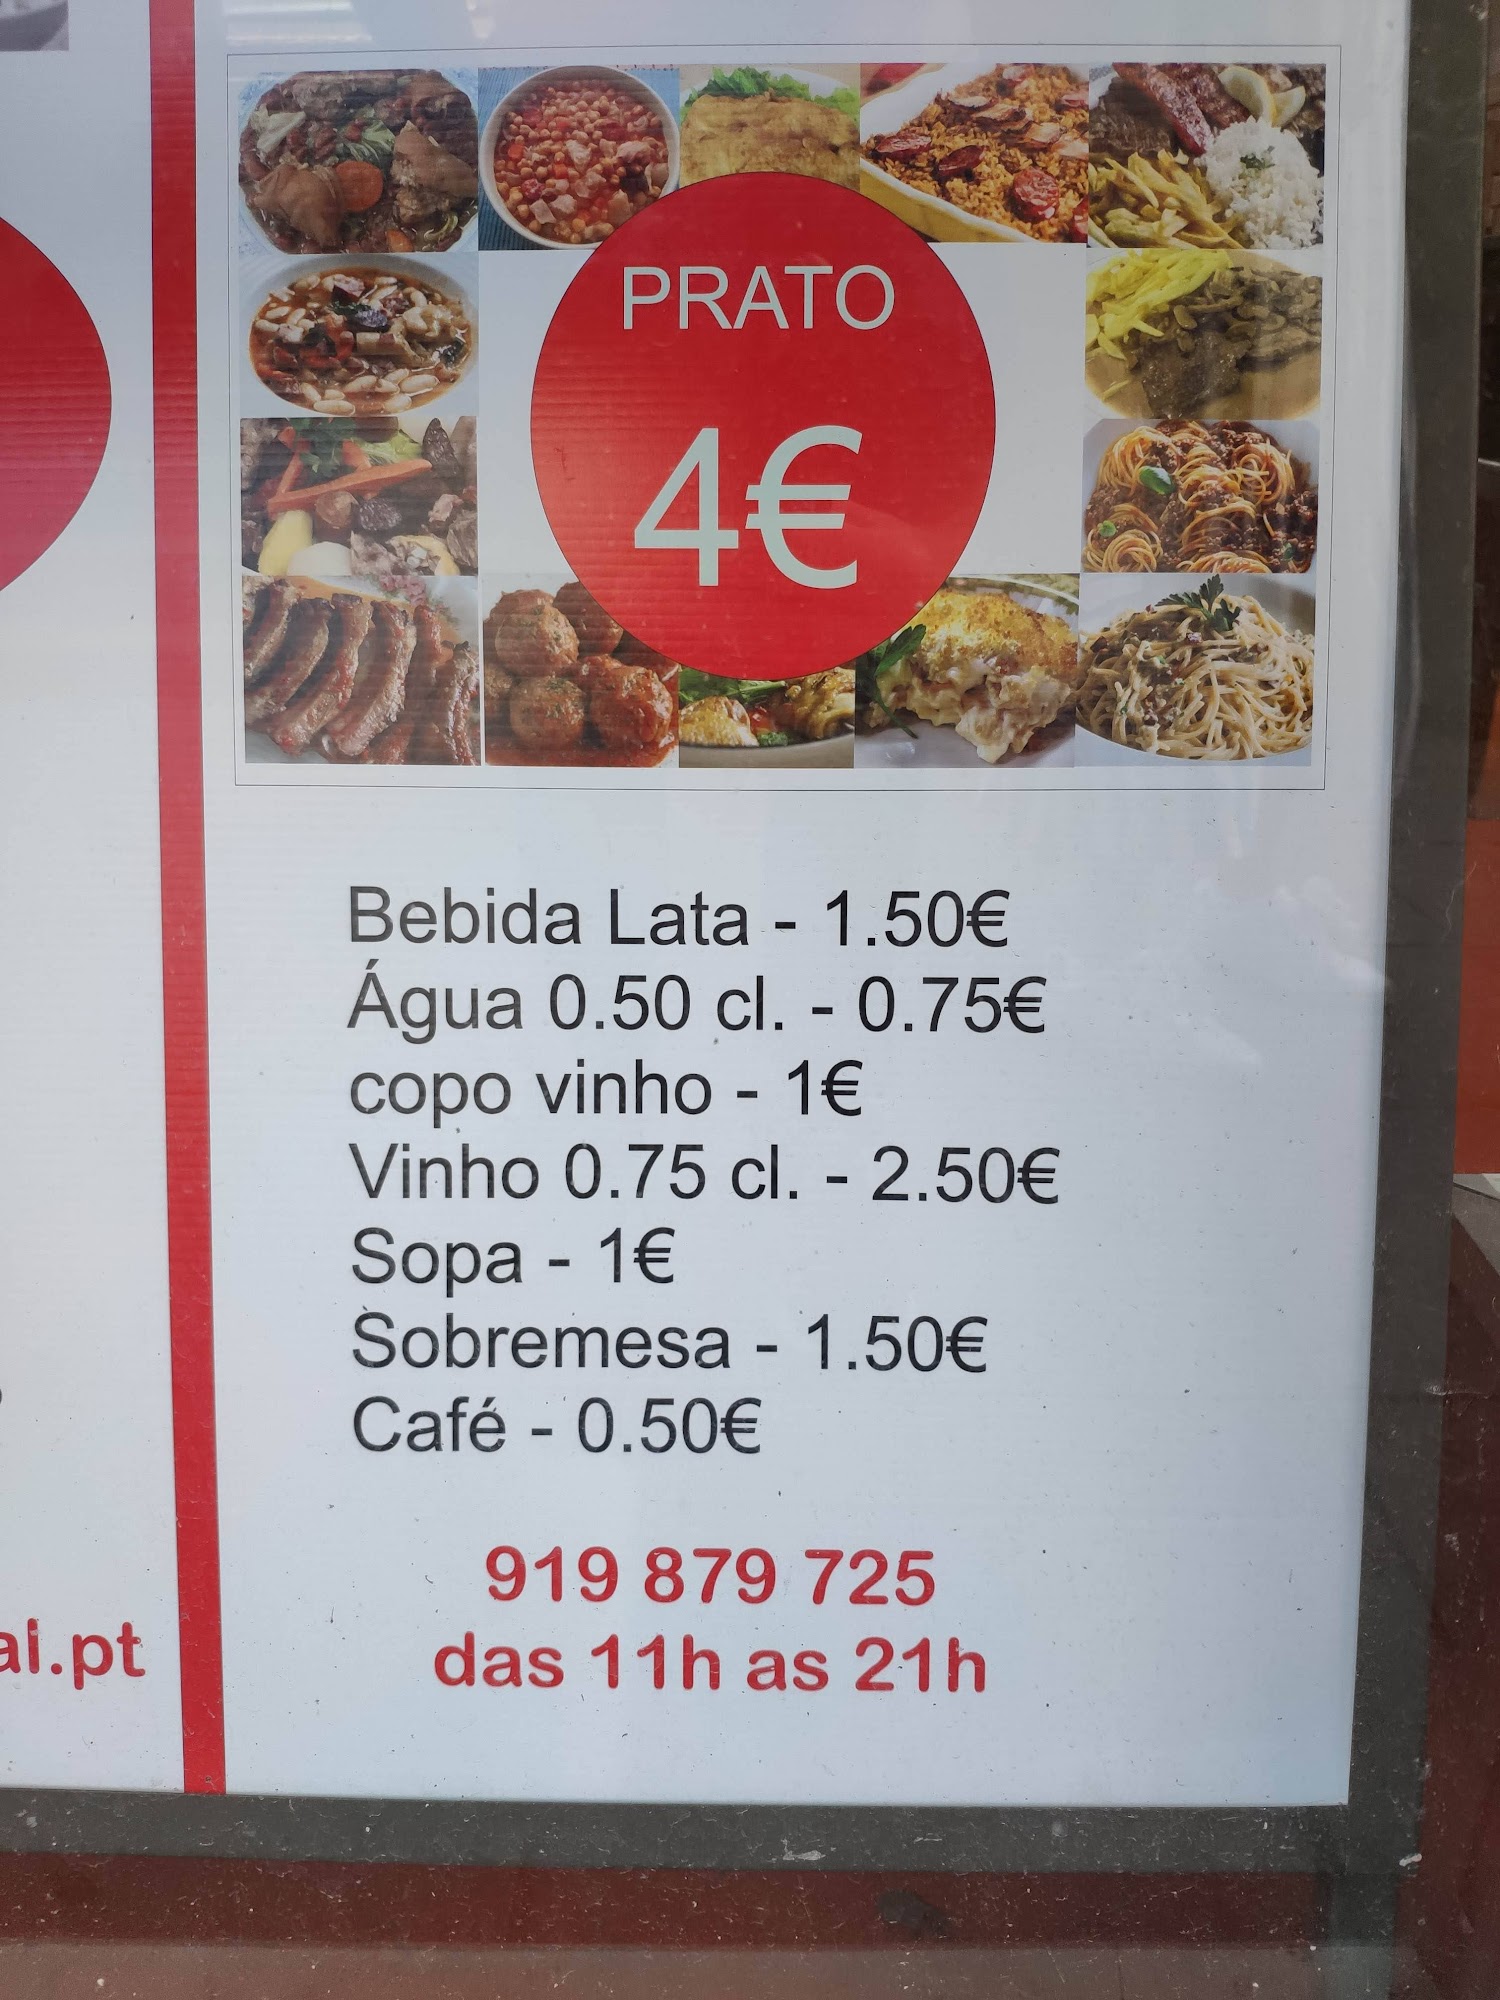 PRATO
4€
Bebida Lata - 1.50€
Água 0.50 cl. - 0.75€
copo vinho - 1€
Vinho 0.75 cl. - 2.50€
Sopa - 1€
Sobremesa - 1.50€
Café - 0.50€
919 879 725
das 11h as 21h
al.pt